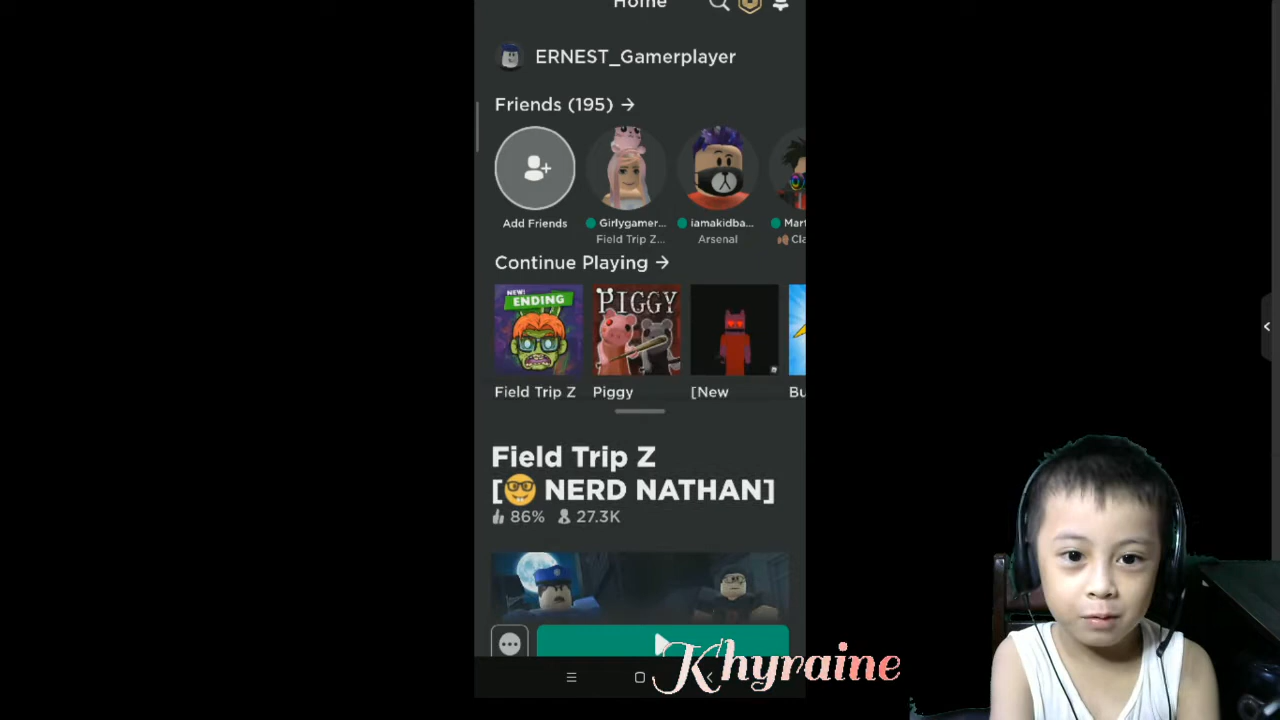 Home
ERNEST_Gamerplayer
Friends (195) →
Add Friends
Girlygamer...
iamakidba...
Field Trip Z...
Arsenal
Continue Playing →
NEW!
ENDING
PIGGY
Field Trip Z
Piggy
[New
Field Trip Z
[🤓 NERD NATHAN]
86% 27.3K
Khyraine